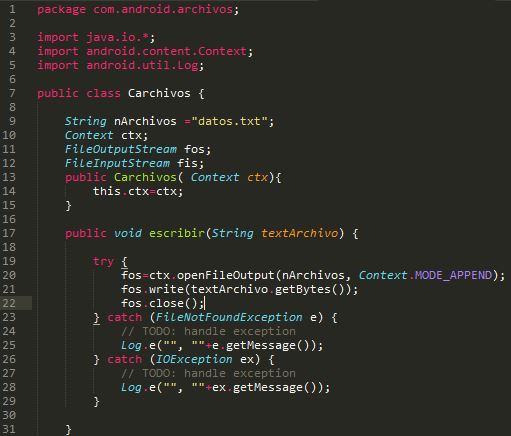 1 package com.android.archivos;
2
3 import java.io.*;
4 import android.content.Context;
5 import android.util.Log;
6
7 public class Carchivos {
8
9 String nArchivos ="datos.txt";
10 Context ctx;
11 FileOutputStream fos;
12 FileInputStream fis;
13 public Carchivos( Context ctx){
14 this.ctx=ctx;
15 }
16
17 public void escribir(String textArchivo) {
18
19 try {
20 fos=ctx.openFileOutput(nArchivos, Context.MODE_APPEND);
21 fos.write(textArchivo.getBytes());
22 fos.close();
23 } catch (FileNotFoundException e) {
24 // TODO: handle exception
25 Log.e("", ""+e.getMessage());
26 } catch (IOException ex) {
27 // TODO: handle exception
28 Log.e("", ""+ex.getMessage());
29 }
30
31 }